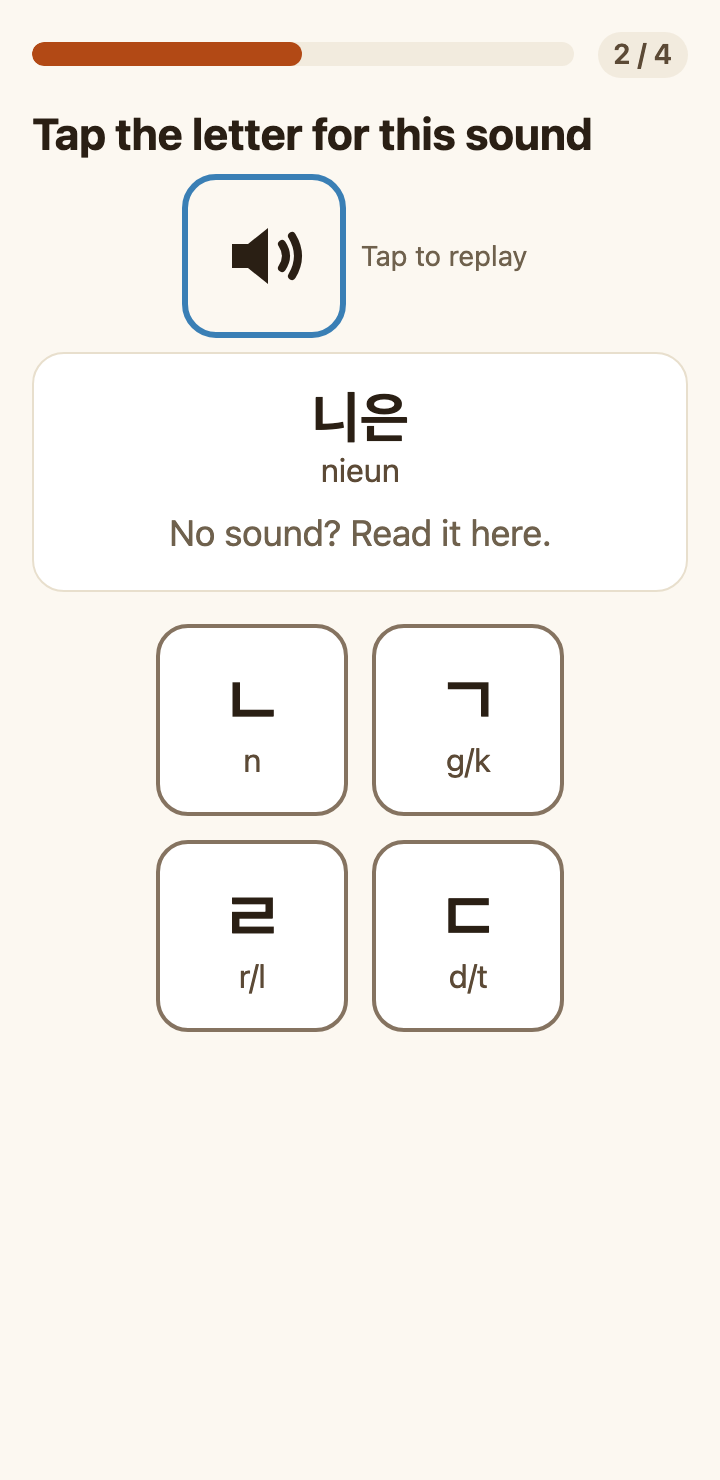 2 / 4
Tap the letter for this sound
Tap to replay
니은
nieun
No sound? Read it here.
ㄴ ㄱ
n g/k
ㄹ ㄷ
r/l d/t